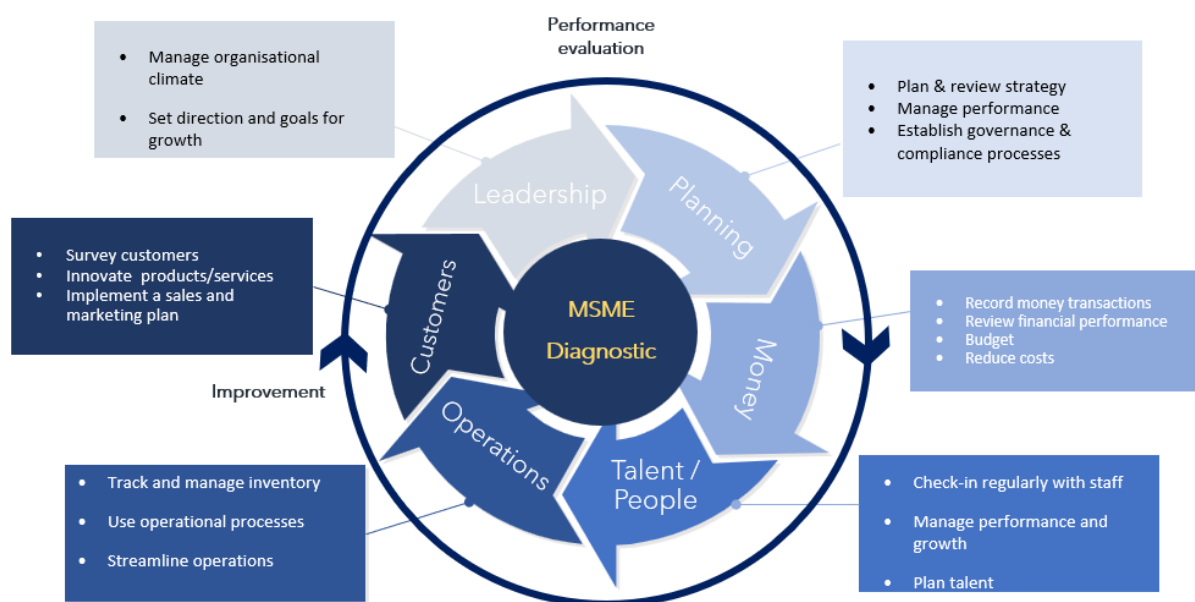 Performance
evaluation
• Manage organisational
climate
• Set direction and goals for
growth
• Plan & review strategy
• Manage performance
• Establish governance &
compliance processes
Leadership
Planning
• Survey customers
• Innovate products/services
• Implement a sales and
marketing plan
Customers
MSME
Diagnostic
Money
• Record money transactions
• Review financial performance
• Budget
• Reduce costs
Improvement
Operations
Talent /
People
• Track and manage inventory
• Use operational processes
• Streamline operations
• Check-in regularly with staff
• Manage performance and
growth
• Plan talent